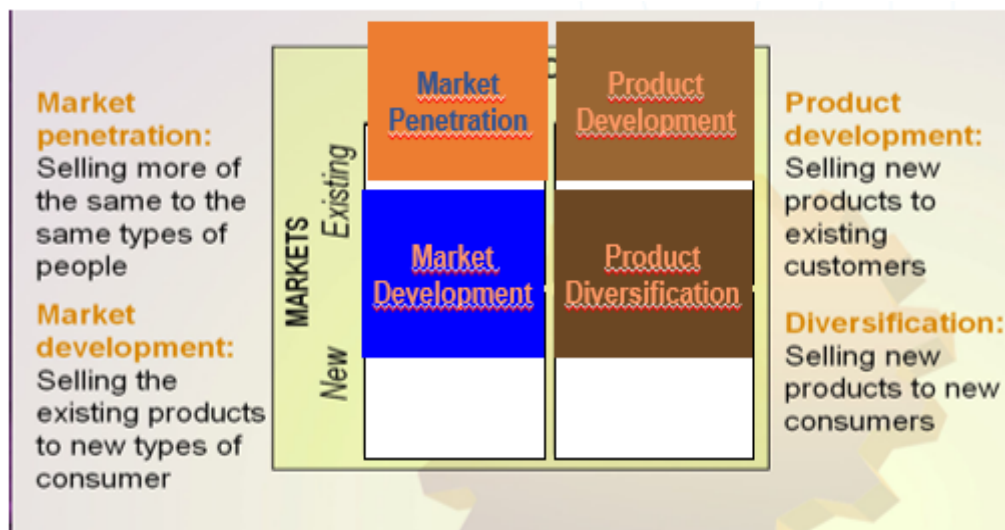 Market
penetration:
Selling more of
the same to the
same types of
people
Market
development:
Selling the
existing products
to new types of
consumer
MARKETS
Existing
New
Market
Penetration
Product
Development
Market
Development
Product
Diversification
Product
development:
Selling new
products to
existing
customers
Diversification:
Selling new
products to new
consumers